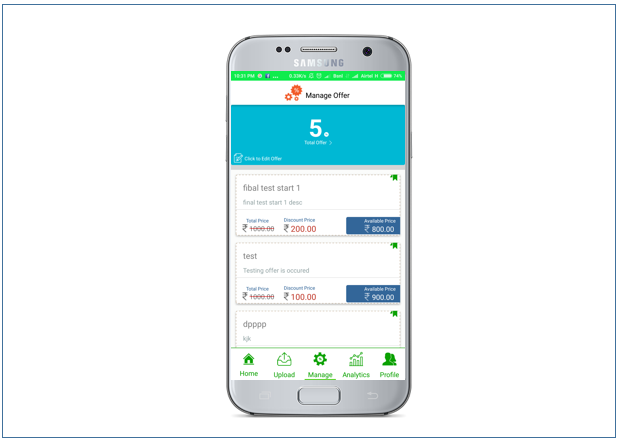 SAMSUNG
10:31 PM ... 0.03K/s Airtel H 74%
Manage Offer
5
Total Offer
Click to Edit Offer
fibal test start 1
final test start 1 desc
Total Price Discount Price Available Price
₹ 1000.00 ₹ 200.00 ₹ 800.00
test
Testing offer is occured
Total Price Discount Price Available Price
₹ 1000.00 ₹ 100.00 ₹ 900.00
dpppp
kjk
Home Upload Manage Analytics Profile